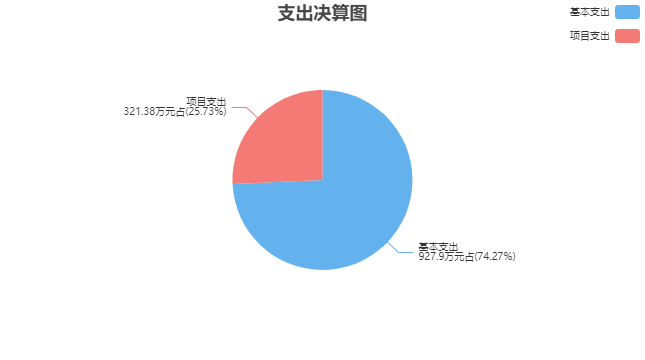 支出决算图
基本支出
项目支出
项目支出
321.38万元占(25.73%)
基本支出
927.9万元占(74.27%)